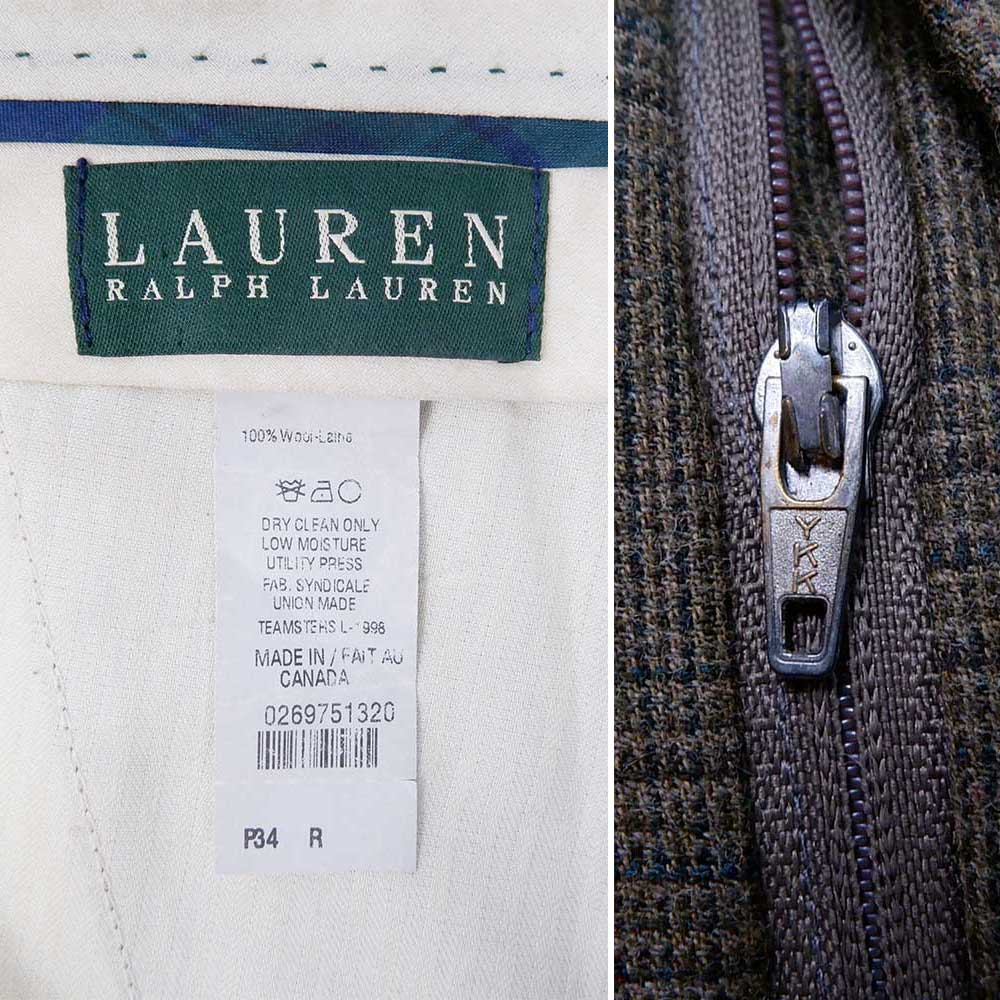 LAUREN
RALPH LAUREN
100% Wool-Laine
DRY CLEAN ONLY
LOW MOISTURE
UTILITY PRESS
FAB. SYNDICALE
UNION MADE
TEAMSTERS L-1998
MADE IN / FAIT AU
CANADA
0269751320
P34 R
YKK